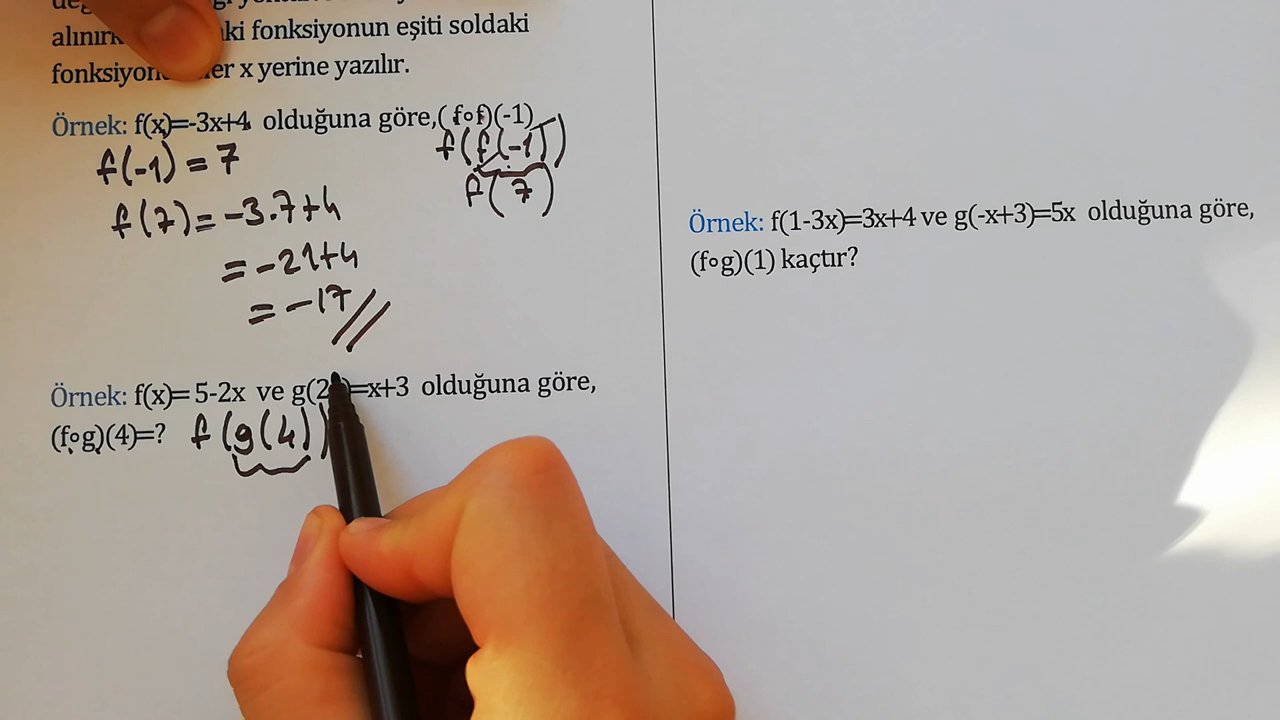 alınırk ki fonksiyonun eşiti soldaki
er x yerine yazılır.
Örnek: f(x)=-3x+4 olduğuna göre,(f∘f)(-1)
f(f(-1))
f(-1) = 7
f(7)
f(7) = -3.7+4
= -21+4
= -17
Örnek: f(x)= 5-2x ve g(2 )=x+3 olduğuna göre,
(f∘g)(4)=? f(g(4))
Örnek: f(1-3x)=3x+4 ve g(-x+3)=5x olduğuna göre,
(f∘g)(1) kaçtır?